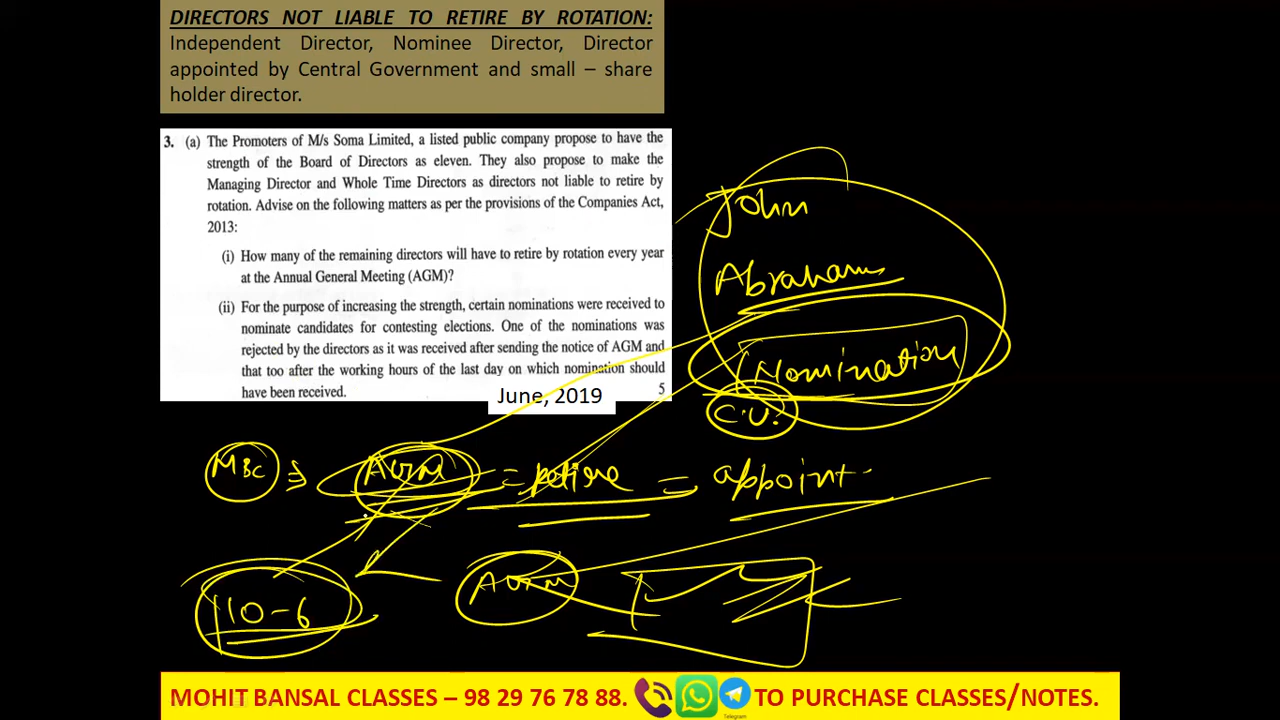 DIRECTORS NOT LIABLE TO RETIRE BY ROTATION:
Independent Director, Nominee Director, Director
appointed by Central Government and small – share
holder director.
3. (a) The Promoters of M/s Soma Limited, a listed public company propose to have the
strength of the Board of Directors as eleven. They also propose to make the
Managing Director and Whole Time Directors as directors not liable to retire by
rotation. Advise on the following matters as per the provisions of the Companies Act,
2013:
(i) How many of the remaining directors will have to retire by rotation every year
at the Annual General Meeting (AGM)?
(ii) For the purpose of increasing the strength, certain nominations were received to
nominate candidates for contesting elections. One of the nominations was
rejected by the directors as it was received after sending the notice of AGM and
that too after the working hours of the last day on which nomination should
have been received. 5
June, 2019
John
Abraham
Nomination
C.V.
MBC ⇒ AGM = retire = appoint
10-6 AGM
MOHIT BANSAL CLASSES – 98 29 76 78 88. TO PURCHASE CLASSES/NOTES.
Telegram